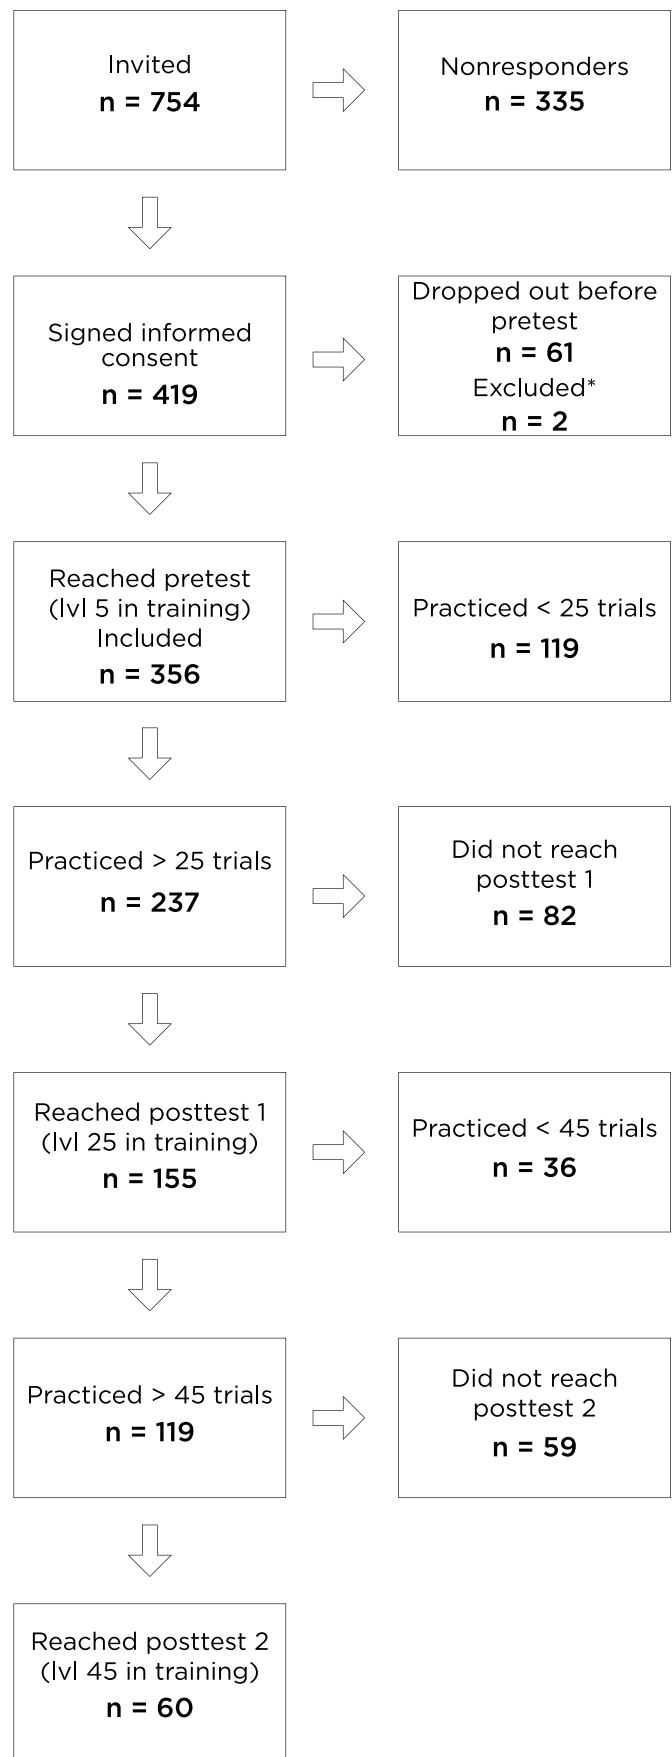 Invited
n = 754
Nonresponders
n = 335
Signed informed
consent
n = 419
Dropped out before
pretest
n = 61
Excluded*
n = 2
Reached pretest
(lvl 5 in training)
Included
n = 356
Practiced < 25 trials
n = 119
Practiced > 25 trials
n = 237
Did not reach
posttest 1
n = 82
Reached posttest 1
(lvl 25 in training)
n = 155
Practiced < 45 trials
n = 36
Practiced > 45 trials
n = 119
Did not reach
posttest 2
n = 59
Reached posttest 2
(lvl 45 in training)
n = 60